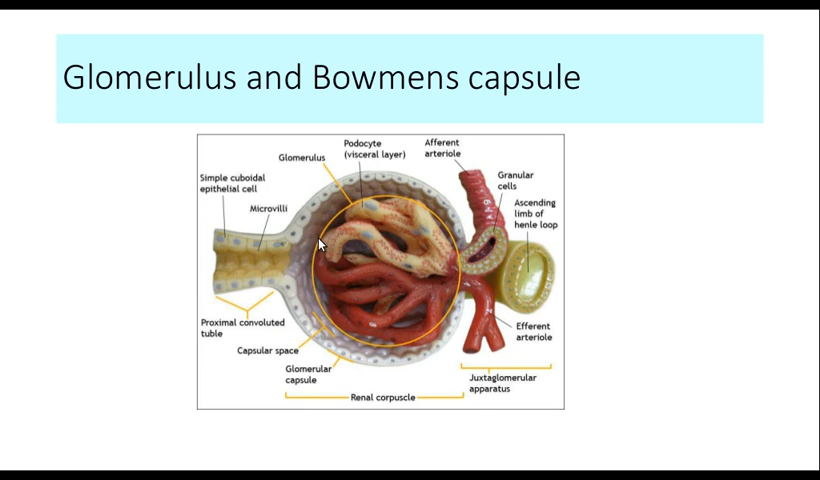 Glomerulus and Bowmens capsule
Podocyte
(visceral layer)
Afferent
arteriole
Glomerulus
Granular
cells
Simple cuboidal
epithelial cell
Microvilli
Ascending
limb of
henle loop
Proximal convoluted
tuble
Efferent
arteriole
Capsular space
Glomerular
capsule
Juxtaglomerular
apparatus
Renal corpuscle